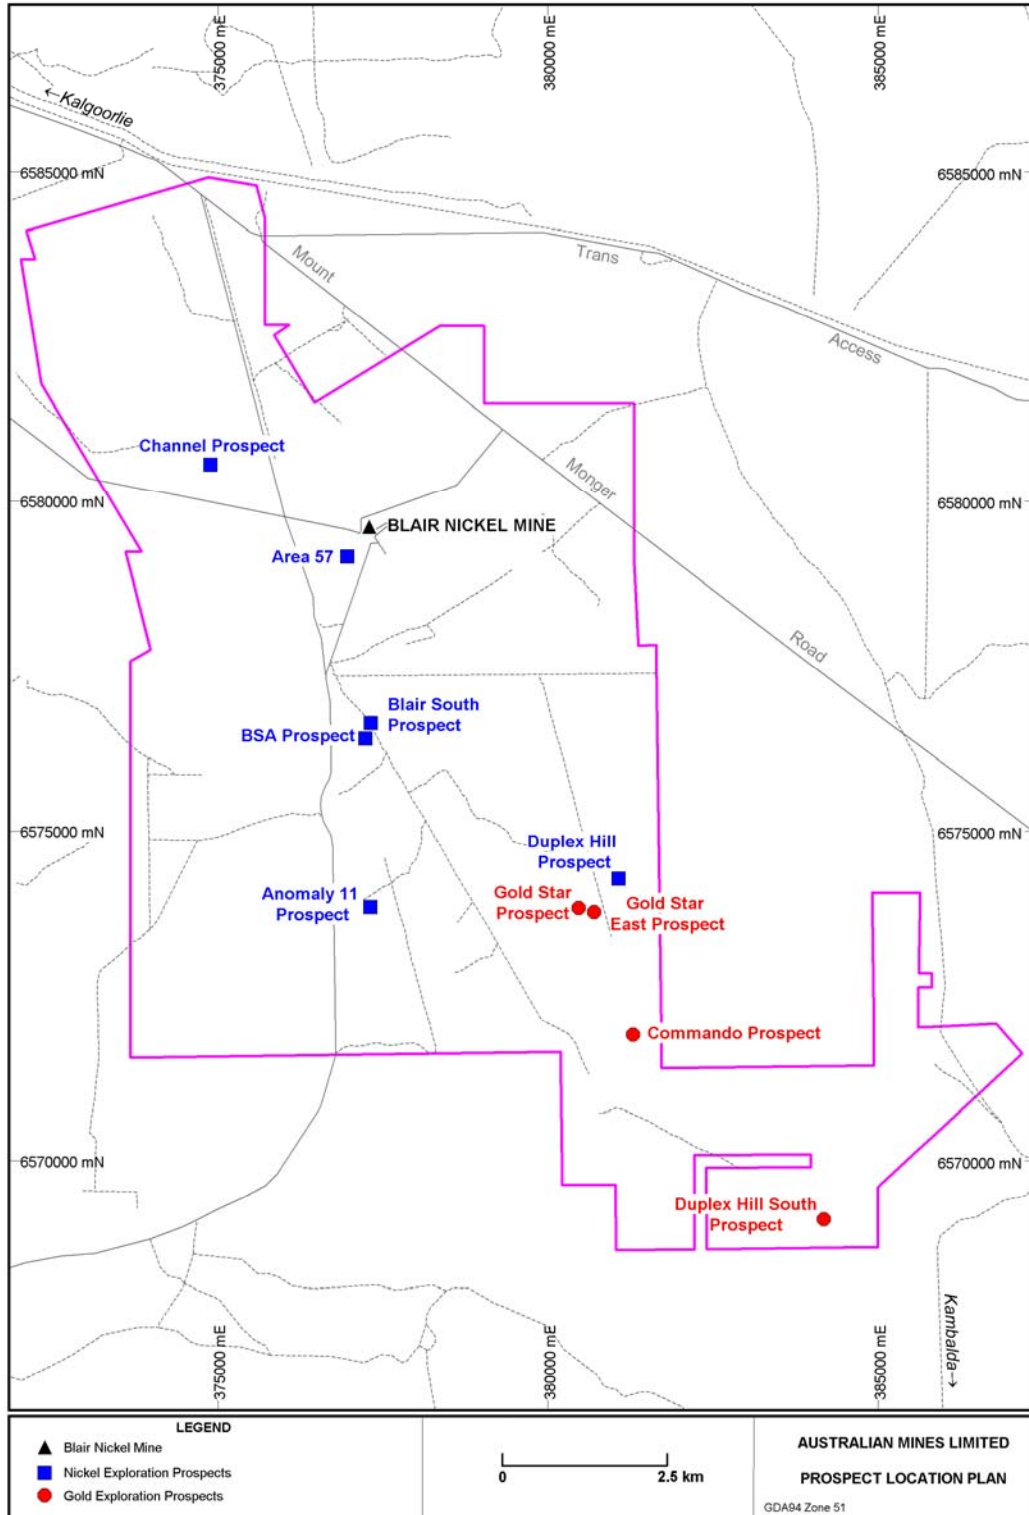 375000 mE
380000 mE
385000 mE
←Kalgoorlie
6585000 mN
6585000 mN
Mount
Trans
Access
Channel Prospect
Monger
6580000 mN
6580000 mN
BLAIR NICKEL MINE
Area 57
Road
Blair South
Prospect
BSA Prospect
6575000 mN
6575000 mN
Duplex Hill
Prospect
Anomaly 11
Prospect
Gold Star
Prospect
Gold Star
East Prospect
Commando Prospect
6570000 mN
6570000 mN
Duplex Hill South
Prospect
Kambalda→
375000 mE
380000 mE
385000 mE
LEGEND
Blair Nickel Mine
Nickel Exploration Prospects
Gold Exploration Prospects
0 2.5 km
AUSTRALIAN MINES LIMITED
PROSPECT LOCATION PLAN
GDA94 Zone 51